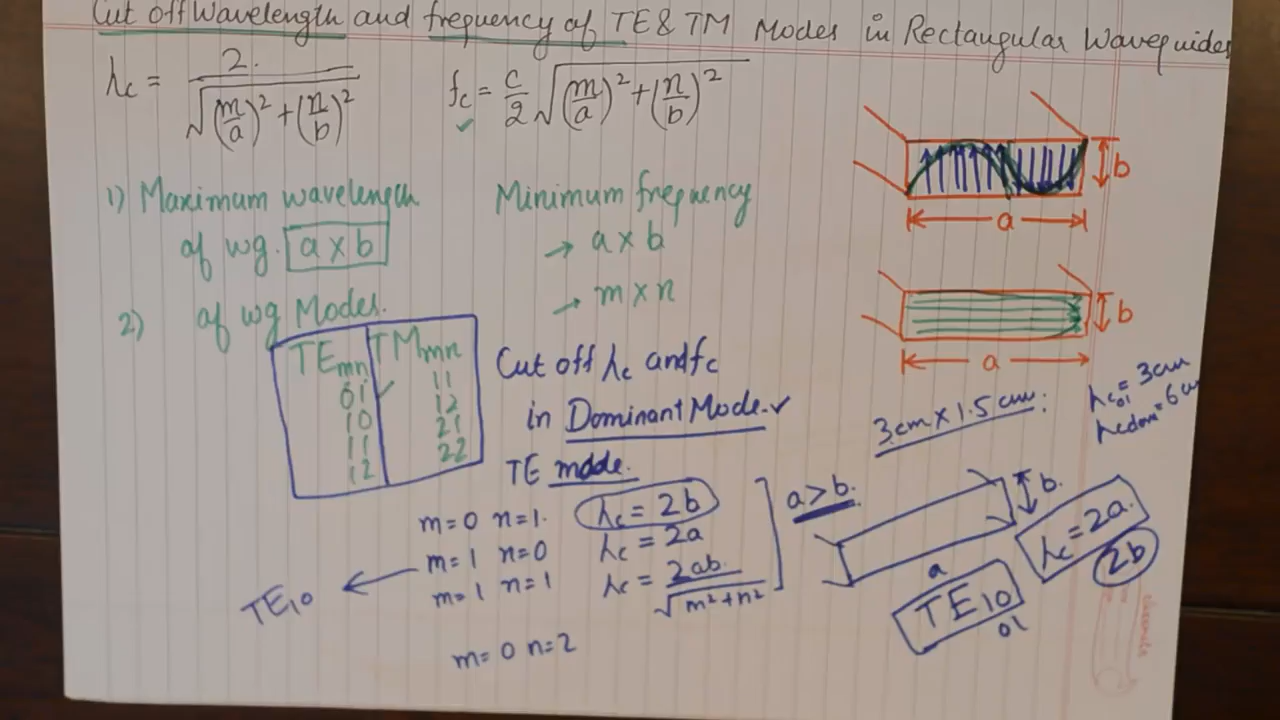 Cut off Wavelength and frequency of TE & TM Modes in Rectangular Waveguides
λc = 2 / √((m/a)² + (n/b)²)
fc = c/2 √((m/a)² + (n/b)²)
1) Maximum wavelength
of wg. a x b
2) of wg Modes.
Minimum frequency
→ a x b
→ m x n
TEmn TMmn
01 ✓ 11
10 12
11 21
12 22
Cut off λc and fc
in Dominant Mode. ✓
TE mode.
m=0 n=1. λc = 2b
m=1 n=0 λc = 2a
m=1 n=1 λc = 2ab / √(m²+n²)
TE10
m=0 n=2
a>b.
b
a
b
a
3cm x 1.5cm:
λc01 = 3cm
λcdom = 6cm
b.
a
λc = 2a.
2b
TE10
01